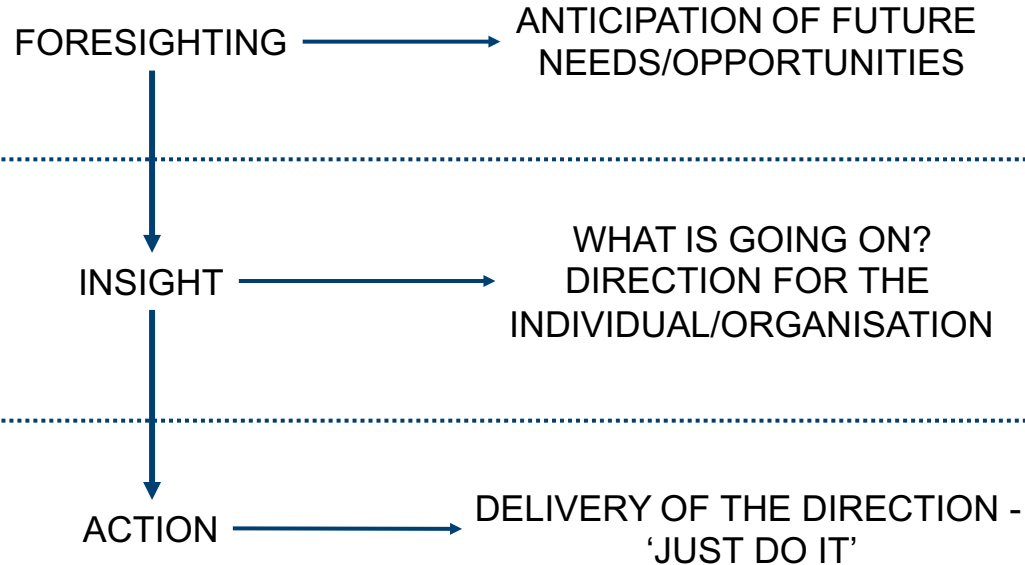 FORESIGHTING
ANTICIPATION OF FUTURE
NEEDS/OPPORTUNITIES
INSIGHT
WHAT IS GOING ON?
DIRECTION FOR THE
INDIVIDUAL/ORGANISATION
ACTION
DELIVERY OF THE DIRECTION -
‘JUST DO IT’